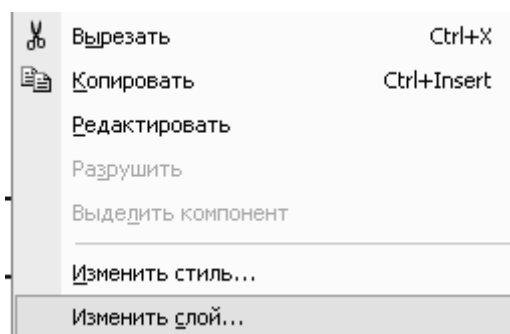 Вырезать Ctrl+X
Копировать Ctrl+Insert
Редактировать
Разрушить
Выделить компонент
Изменить стиль...
Изменить слой...